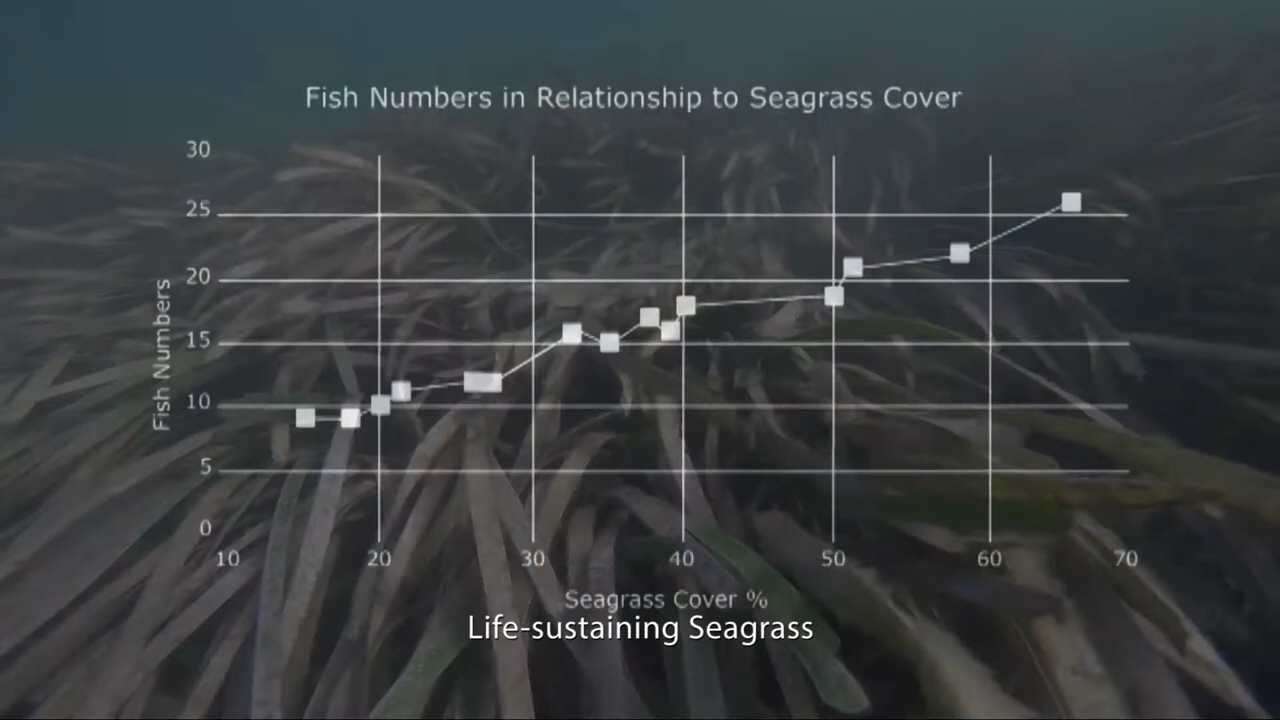 Fish Numbers in Relationship to Seagrass Cover
30
25
20
15
10
5
0
Fish Numbers
10 20 30 40 50 60 70
Seagrass Cover %
Life-sustaining Seagrass